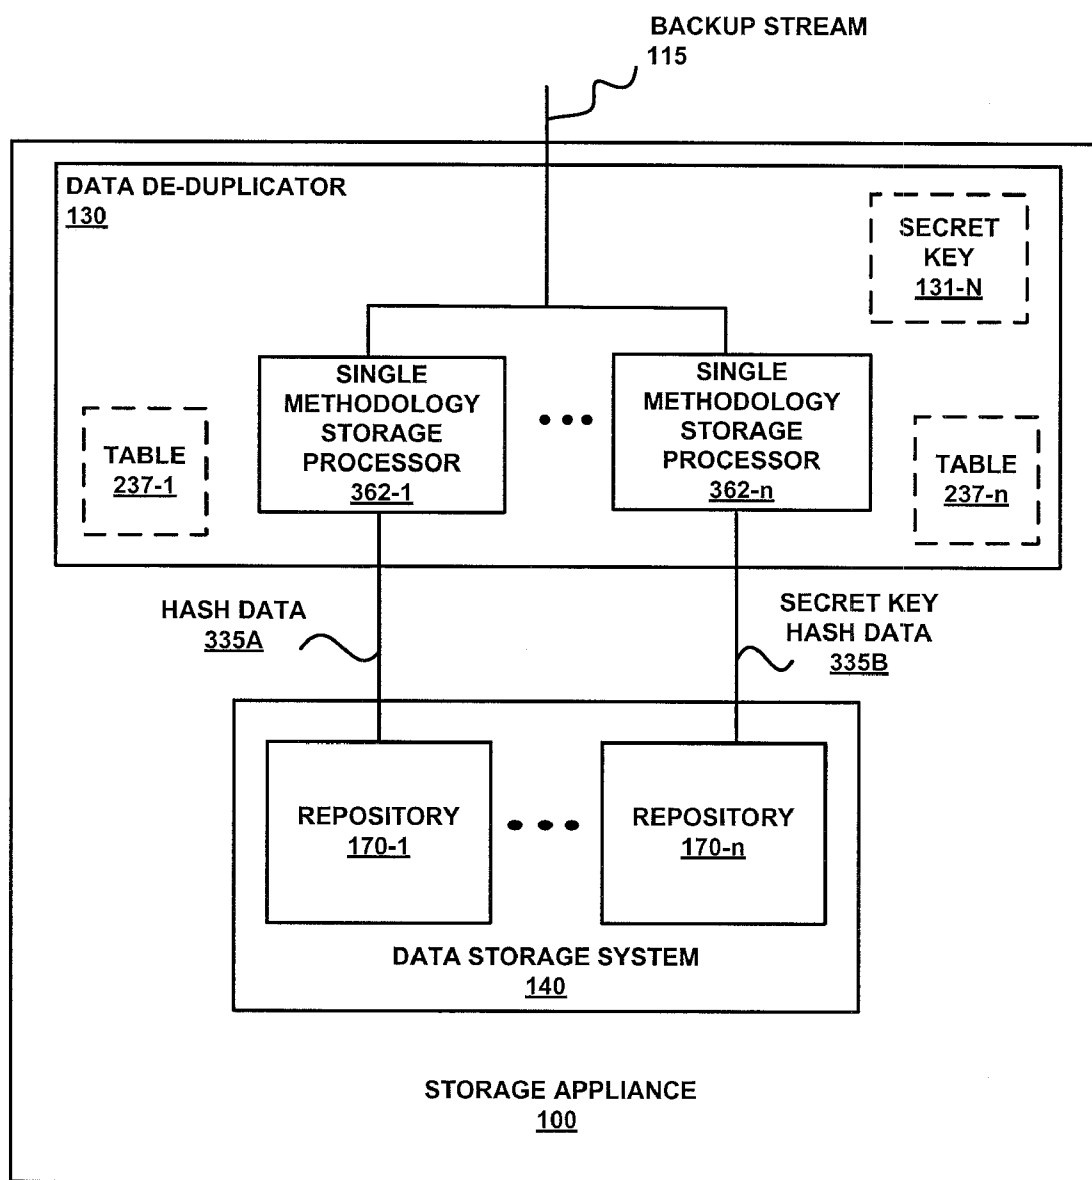 BACKUP STREAM
115
DATA DE-DUPLICATOR
130
SECRET
KEY
131-N
SINGLE
METHODOLOGY
STORAGE
PROCESSOR
362-1
SINGLE
METHODOLOGY
STORAGE
PROCESSOR
362-n
TABLE
237-1
TABLE
237-n
HASH DATA
335A
SECRET KEY
HASH DATA
335B
REPOSITORY
170-1
REPOSITORY
170-n
DATA STORAGE SYSTEM
140
STORAGE APPLIANCE
100